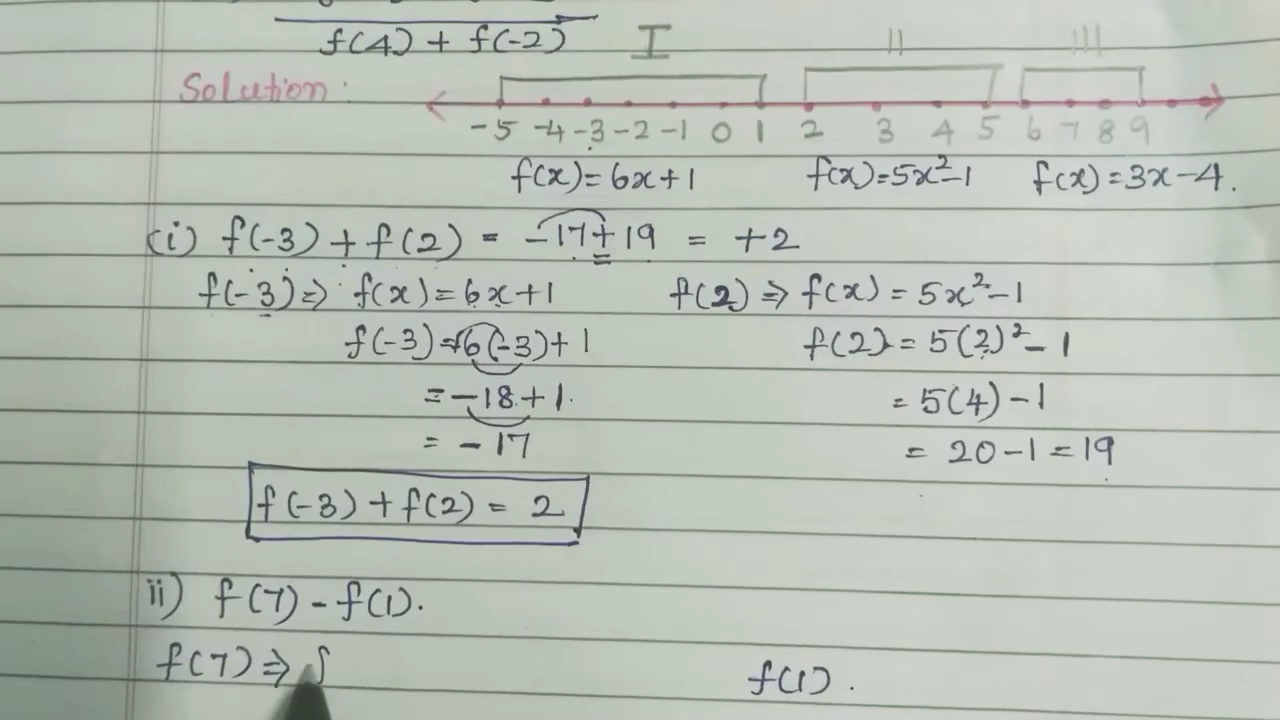 f(4) + f(-2)
I II III
Solution:
-5 -4 -3 -2 -1 0 1 2 3 4 5 6 7 8 9
f(x)=6x+1 f(x)=5x²-1 f(x)=3x-4.
(i) f(-3) + f(2) = -17+19 = +2
f(-3) ⇒ f(x)=6x+1 f(2) ⇒ f(x) = 5x²-1
f(-3) = 6(-3)+1 f(2) = 5(2)² - 1
= -18+1. = 5(4) - 1
= -17 = 20-1=19
f(-3) + f(2) = 2
ii) f(7) - f(1).
f(7) ⇒ f f(1).